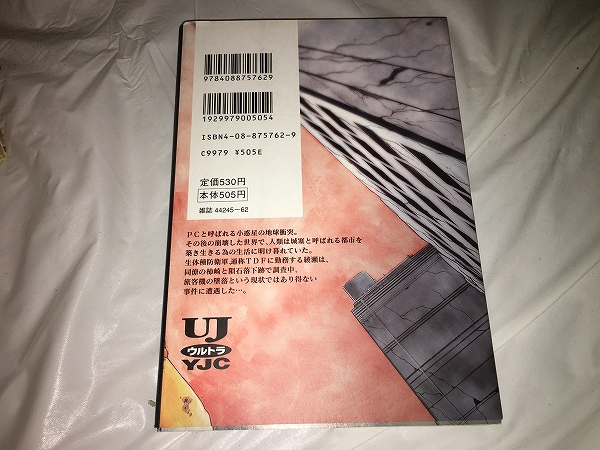 9784088757629
1929979005054
ISBN4-08-875762-9
C9979 ¥505E
定価530円
本体505円
雑誌 44245-62
PCと呼ばれる小惑星の地球衝突。
その後の崩壊した世界で、人類は城塞と呼ばれる都市を
築き生きる為の生活に明け暮れていた。
生体種防衛軍、通称TDFに勤務する綾瀬は、
同僚の柿崎と隕石落下跡で調査中、
旅客機の墜落という現状ではあり得ない
事件に遭遇した…。
UJ
ウルトラ
YJC